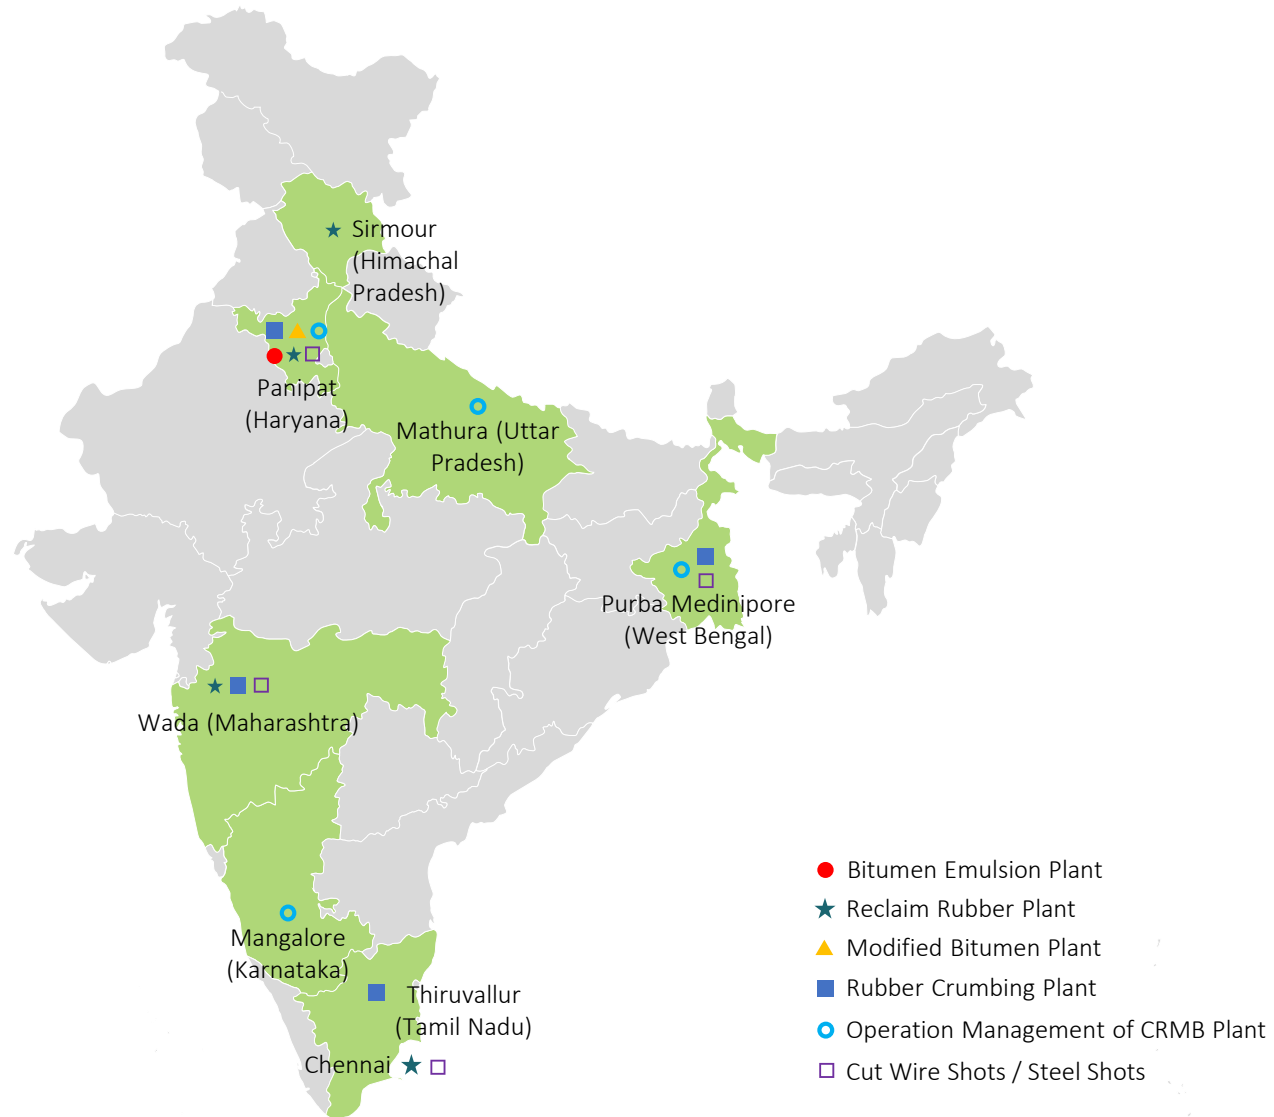 Sirmour
(Himachal
Pradesh)
Panipat
(Haryana)
Mathura (Uttar
Pradesh)
Purba Medinipore
(West Bengal)
Wada (Maharashtra)
Mangalore
(Karnataka)
Thiruvallur
(Tamil Nadu)
Chennai
Bitumen Emulsion Plant
Reclaim Rubber Plant
Modified Bitumen Plant
Rubber Crumbing Plant
Operation Management of CRMB Plant
Cut Wire Shots / Steel Shots